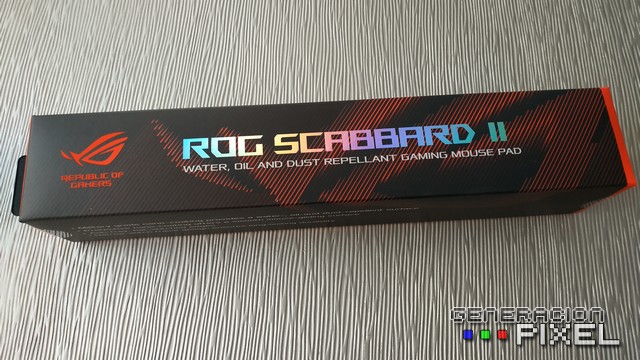 ROG SCABBARD II
WATER, OIL AND DUST REPELLANT GAMING MOUSE PAD
REPUBLIC OF
GAMERS
GENERACION
PIXEL